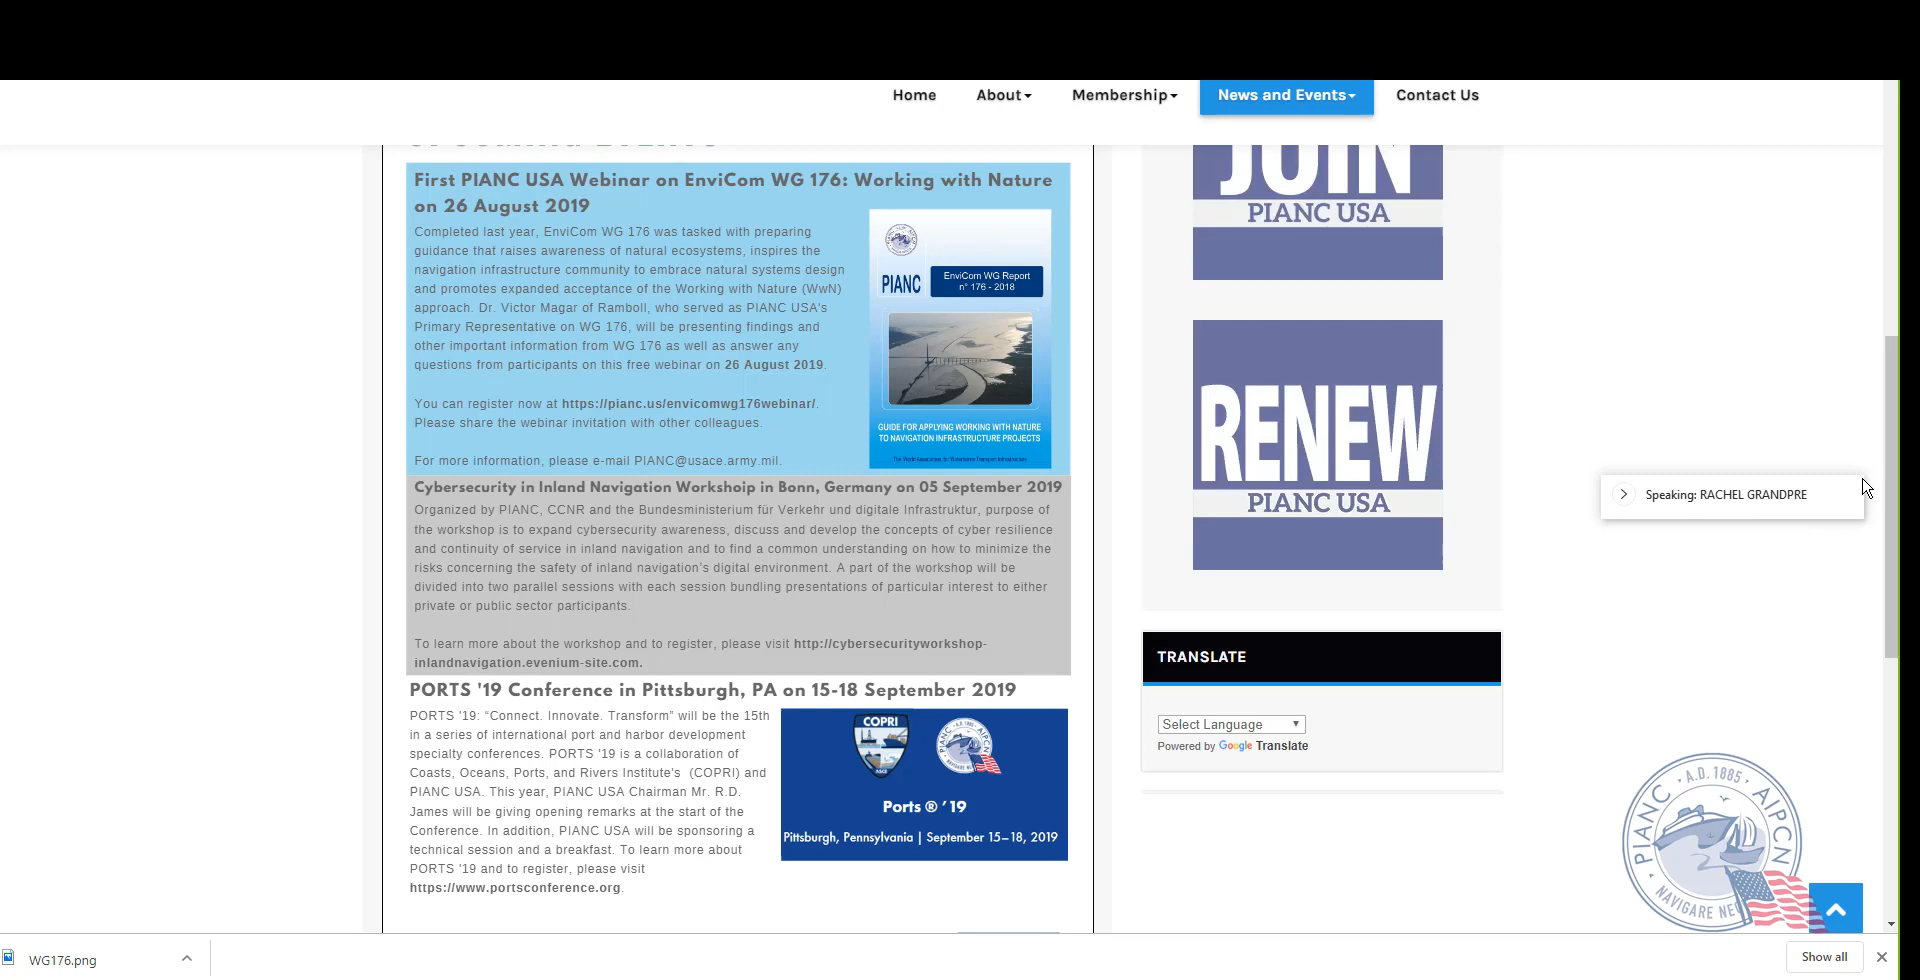 Home About Membership News and Events Contact Us
First PIANC USA Webinar on EnviCom WG 176: Working with Nature
on 26 August 2019
Completed last year, EnviCom WG 176 was tasked with preparing
guidance that raises awareness of natural ecosystems, inspires the
navigation infrastructure community to embrace natural systems design
and promotes expanded acceptance of the Working with Nature (WwN)
approach. Dr. Victor Magar of Ramboll, who served as PIANC USA's
Primary Representative on WG 176, will be presenting findings and
other important information from WG 176 as well as answer any
questions from participants on this free webinar on 26 August 2019.
You can register now at https://pianc.us/envicomwg176webinar/.
Please share the webinar invitation with other colleagues.
For more information, please e-mail PIANC@usace.army.mil.
PIANC
EnviCom WG Report
n° 176 - 2018
GUIDE FOR APPLYING WORKING WITH NATURE
TO NAVIGATION INFRASTRUCTURE PROJECTS
The World Association for Waterborne Transport Infrastructure
Cybersecurity in Inland Navigation Workshoip in Bonn, Germany on 05 September 2019
Organized by PIANC, CCNR and the Bundesministerium für Verkehr und digitale Infrastruktur, purpose of
the workshop is to expand cybersecurity awareness, discuss and develop the concepts of cyber resilience
and continuity of service in inland navigation and to find a common understanding on how to minimize the
risks concerning the safety of inland navigation's digital environment. A part of the workshop will be
divided into two parallel sessions with each session bundling presentations of particular interest to either
private or public sector participants.
To learn more about the workshop and to register, please visit http://cybersecurityworkshop-
inlandnavigation.evenium-site.com.
PORTS '19 Conference in Pittsburgh, PA on 15-18 September 2019
PORTS '19: “Connect. Innovate. Transform” will be the 15th
in a series of international port and harbor development
specialty conferences. PORTS '19 is a collaboration of
Coasts, Oceans, Ports, and Rivers Institute's (COPRI) and
PIANC USA. This year, PIANC USA Chairman Mr. R.D.
James will be giving opening remarks at the start of the
Conference. In addition, PIANC USA will be sponsoring a
technical session and a breakfast. To learn more about
PORTS '19 and to register, please visit
https://www.portsconference.org.
COPRI
ASCE
PIANC AIPCN
Ports ® '19
Pittsburgh, Pennsylvania | September 15–18, 2019
JOIN
PIANC USA
RENEW
PIANC USA
TRANSLATE
Select Language
Powered by Google Translate
Speaking: RACHEL GRANDPRE
· A.D. 1885 ·
PIANC AIPCN
NAVIGARE
WG176.png
Show all